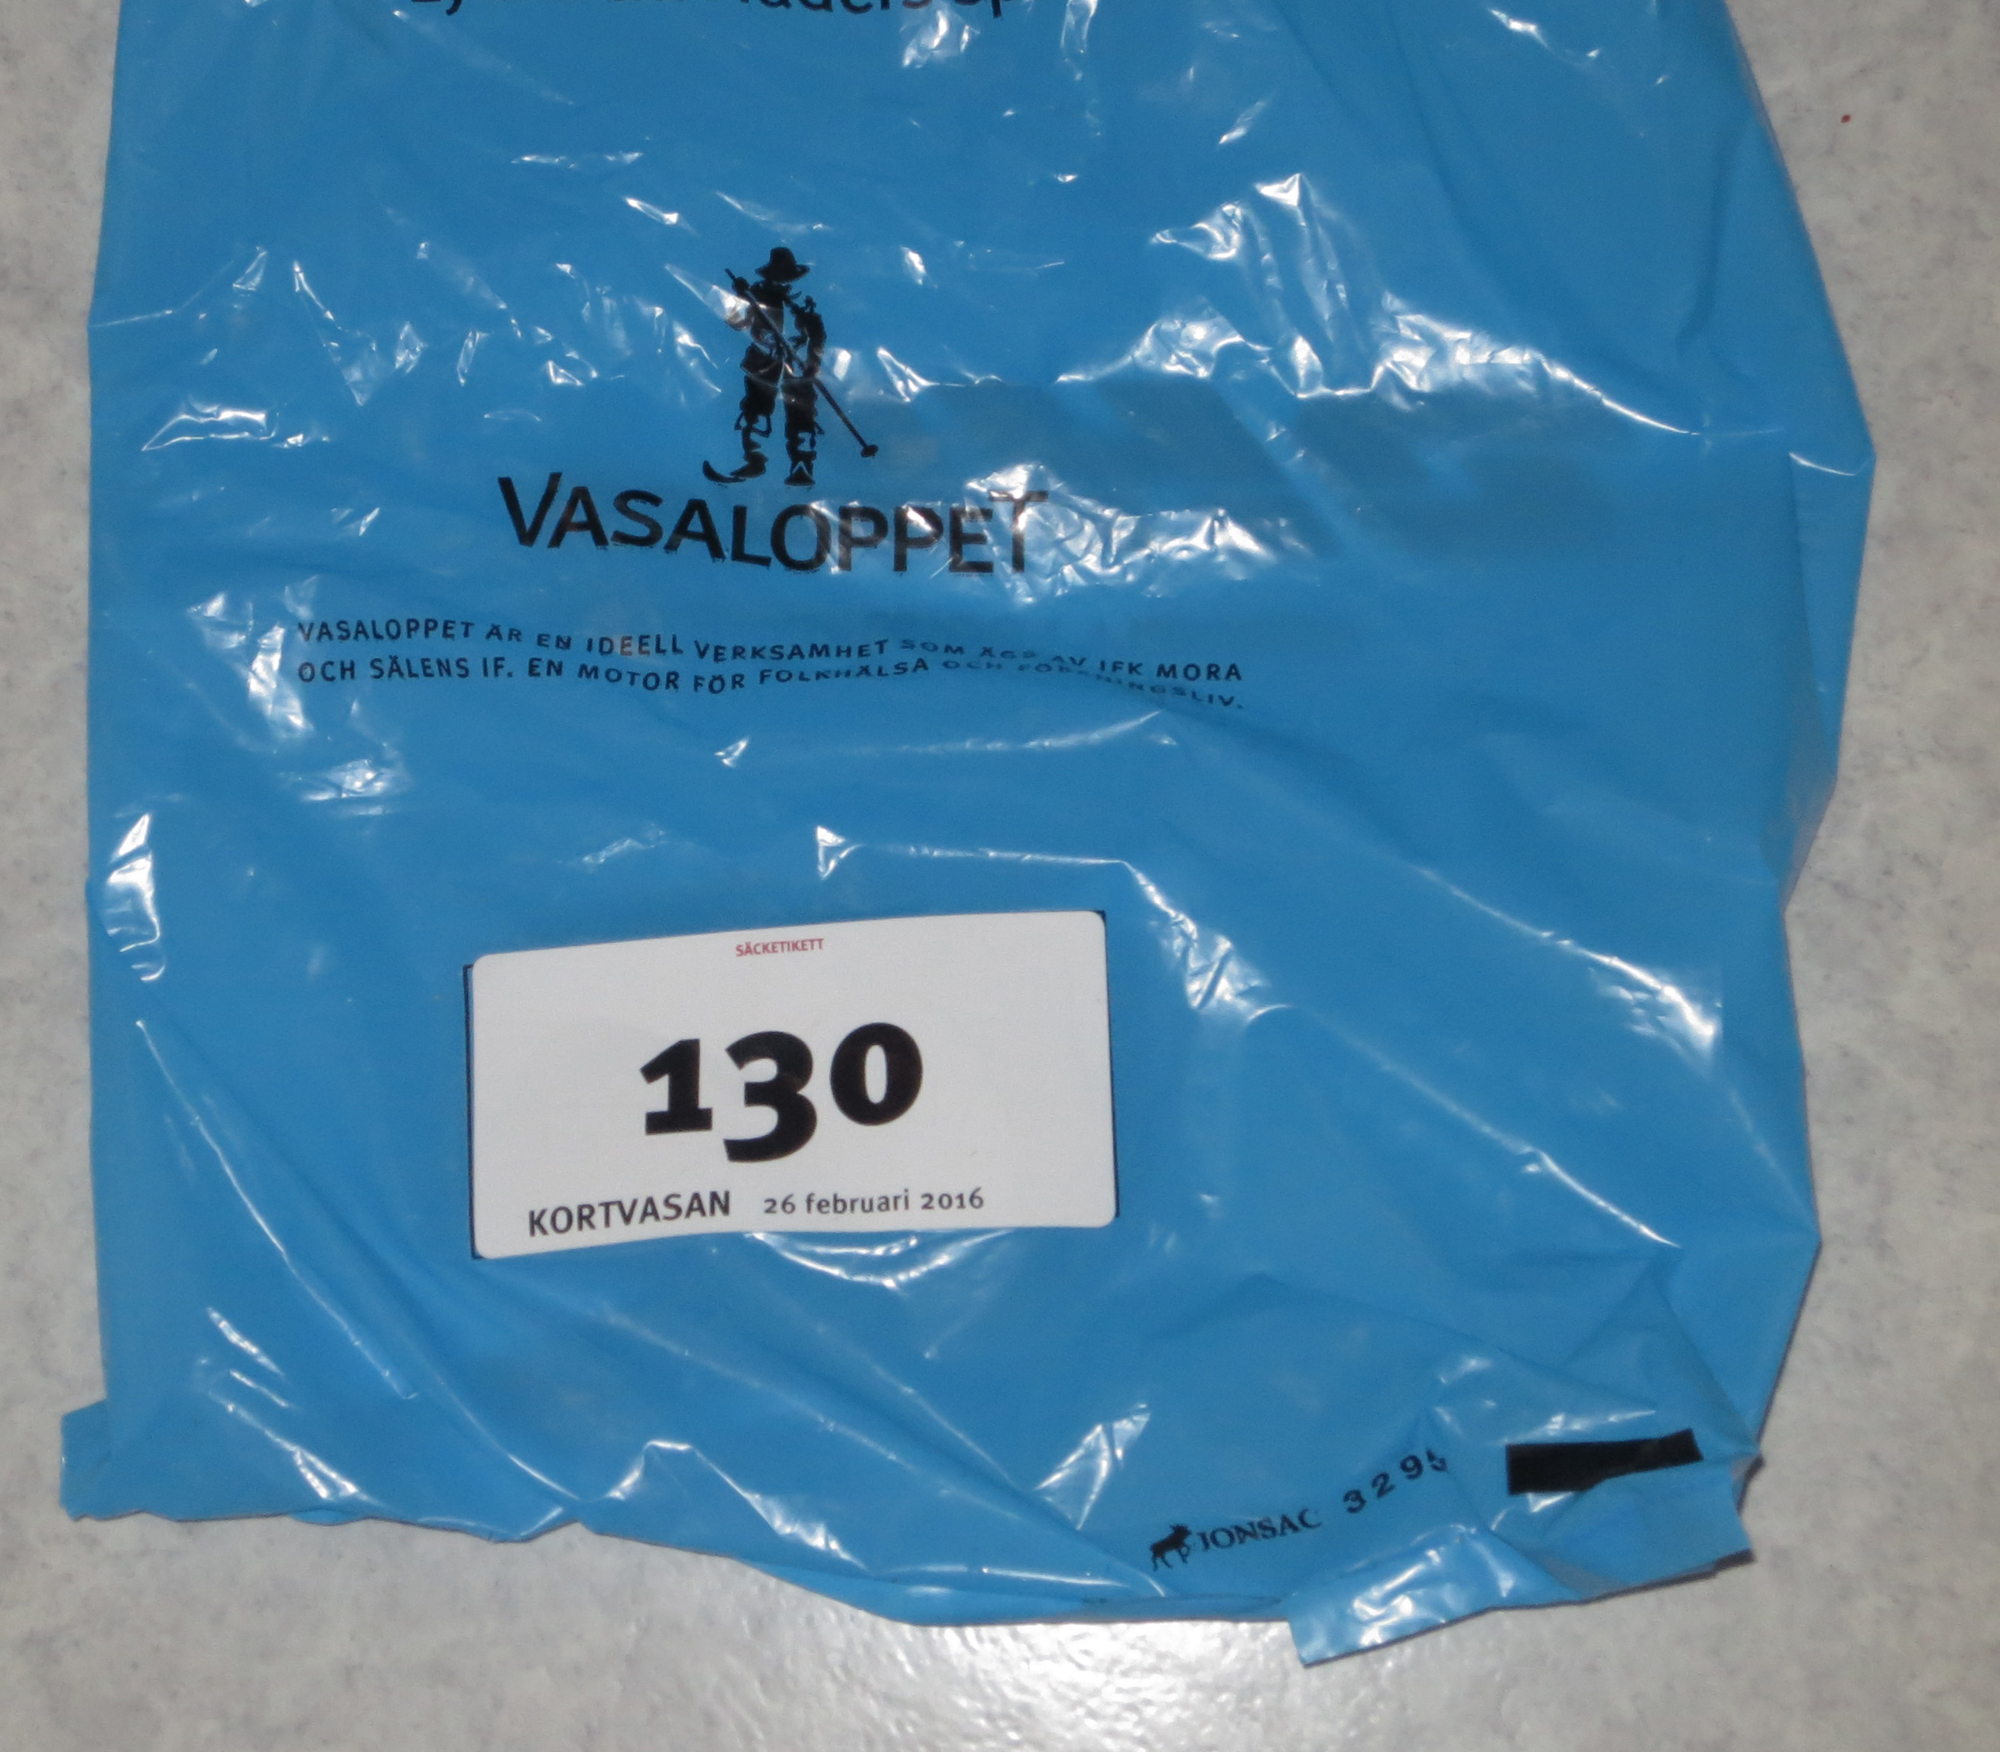 VASALOPPET
VASALOPPET ÄR EN IDEELL VERKSAMHET SOM ÄGS AV IFK MORA
OCH SÄLENS IF. EN MOTOR FÖR FOLKHÄLSA OCH FÖRENINGSLIV.
SÄCKETIKETT
130
KORTVASAN 26 februari 2016
JONSAC 329